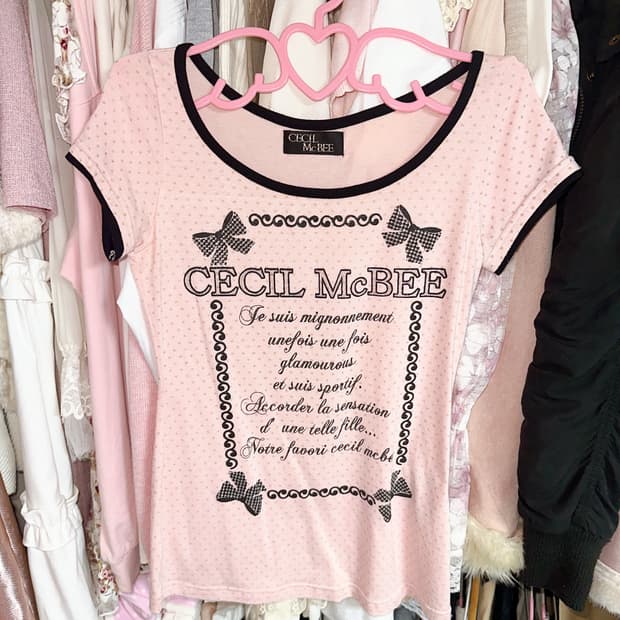 CECIL
McBEE
CECIL McBEE
Je suis mignonnement
unefois une fois
glamourous
et suis sportif.
Accorder la sensation
d' une telle fille...
Notre favori cecil mcbe